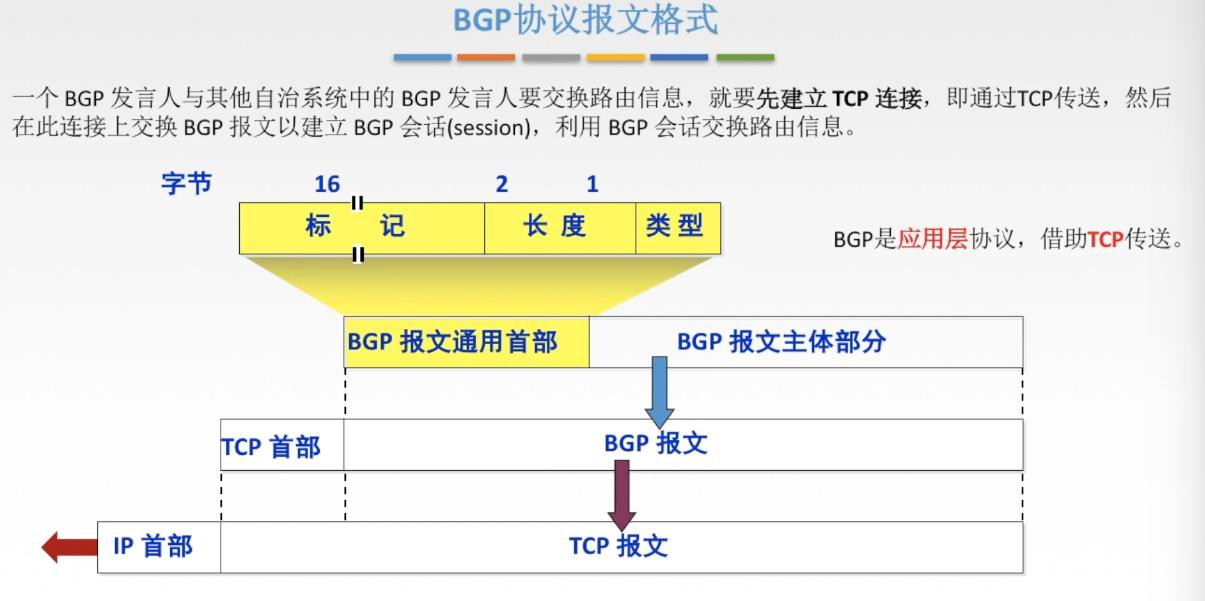 BGP协议报文格式
一个 BGP 发言人与其他自治系统中的 BGP 发言人要交换路由信息，就要先建立 TCP 连接，即通过TCP传送，然后
在此连接上交换 BGP 报文以建立 BGP 会话(session)，利用 BGP 会话交换路由信息。
字节 16 2 1
标 记 长 度 类 型
BGP是应用层协议，借助TCP传送。
BGP 报文通用首部 BGP 报文主体部分
TCP 首部 BGP 报文
IP 首部 TCP 报文